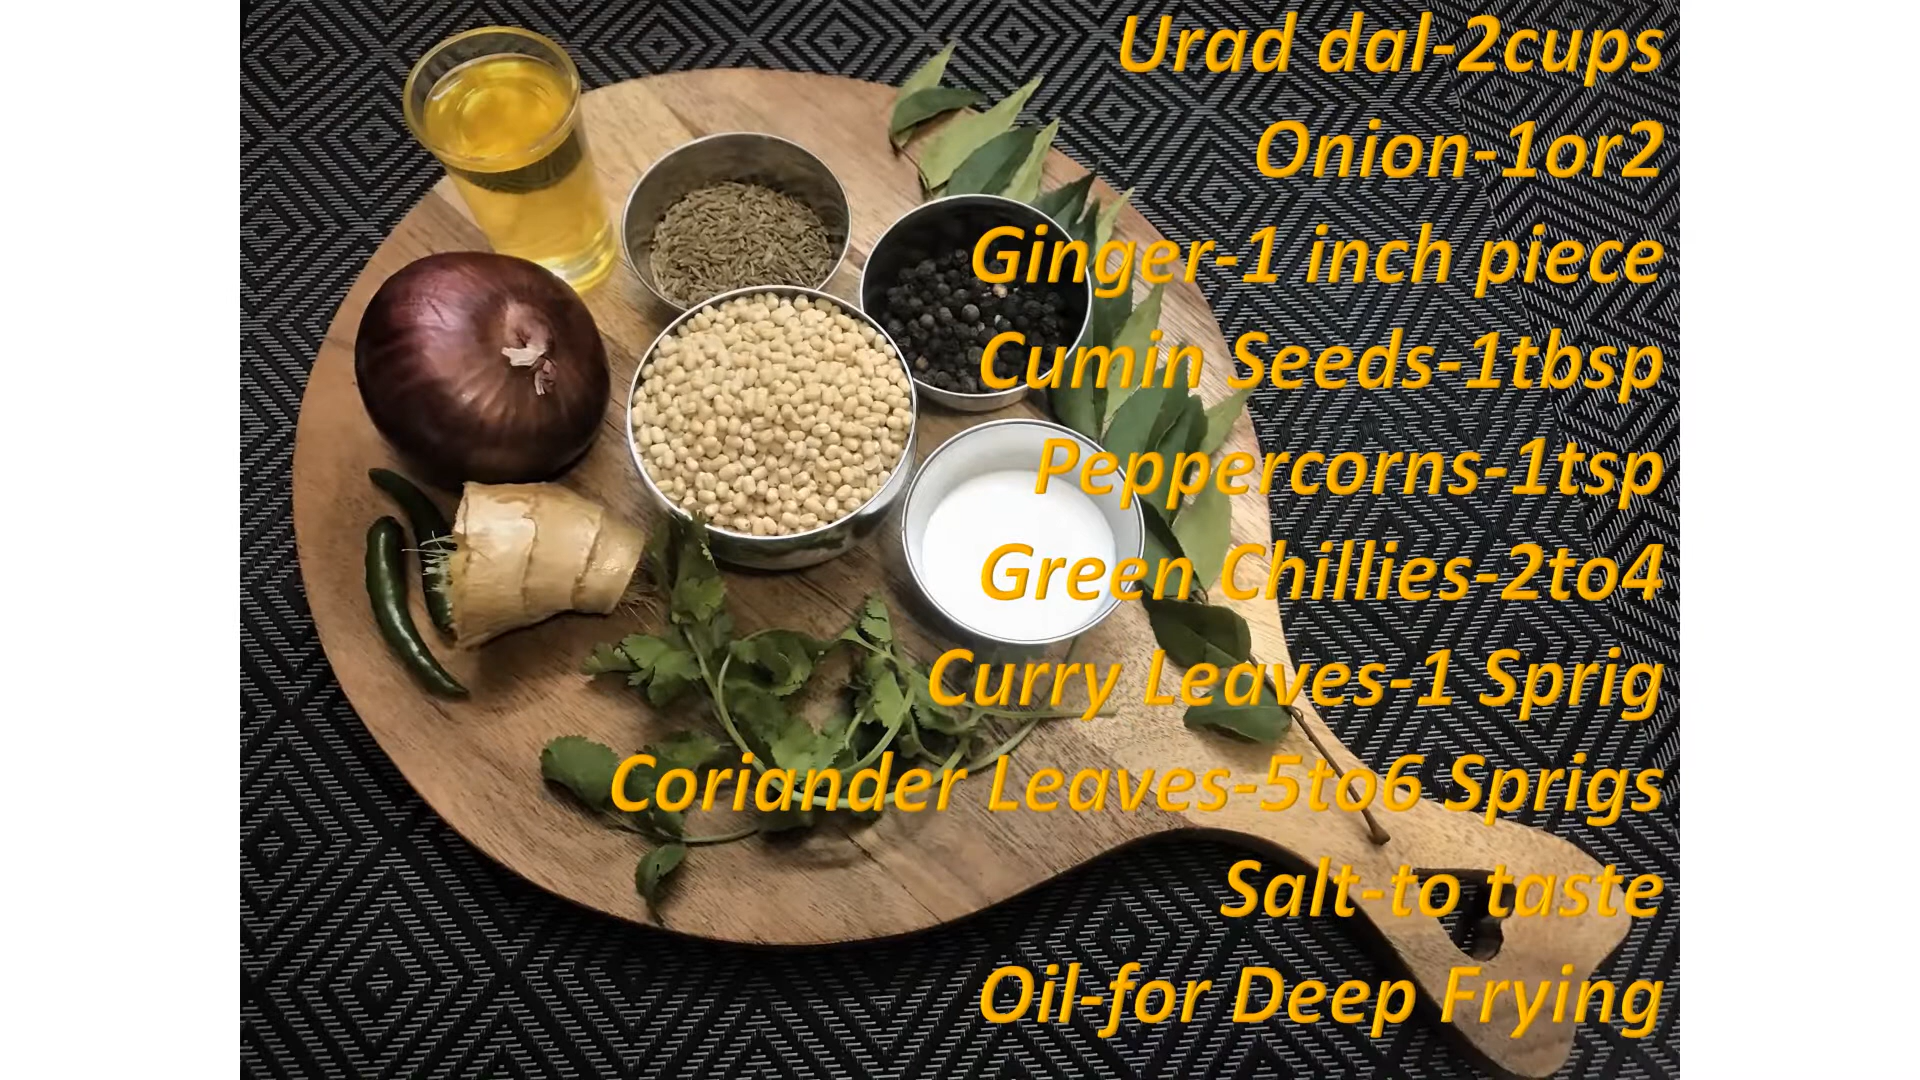 Urad dal-2cups
Onion-1or2
Ginger-1 inch piece
Cumin Seeds-1tbsp
Peppercorns-1tsp
Green Chillies-2to4
Curry Leaves-1 Sprig
Coriander Leaves-5to6 Sprigs
Salt-to taste
Oil-for Deep Frying